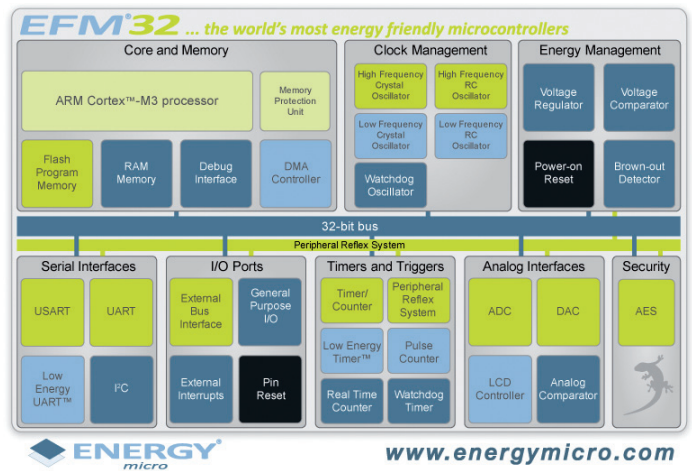 EFM®32 ... the world's most energy friendly microcontrollers
Core and Memory
ARM Cortex™-M3 processor
Memory
Protection
Unit
Flash
Program
Memory
RAM
Memory
Debug
Interface
DMA
Controller
Clock Management
High Frequency
Crystal
Oscillator
High Frequency
RC
Oscillator
Low Frequency
Crystal
Oscillator
Low Frequency
RC
Oscillator
Watchdog
Oscillator
Energy Management
Voltage
Regulator
Voltage
Comparator
Power-on
Reset
Brown-out
Detector
32-bit bus
Peripheral Reflex System
Serial Interfaces
USART
UART
Low
Energy
UART™
I²C
I/O Ports
External
Bus
Interface
General
Purpose
I/O
External
Interrupts
Pin
Reset
Timers and Triggers
Timer/
Counter
Peripheral
Reflex
System
Low Energy
Timer™
Pulse
Counter
Real Time
Counter
Watchdog
Timer
Analog Interfaces
ADC
DAC
LCD
Controller
Analog
Comparator
Security
AES
ENERGY®
micro
www.energymicro.com